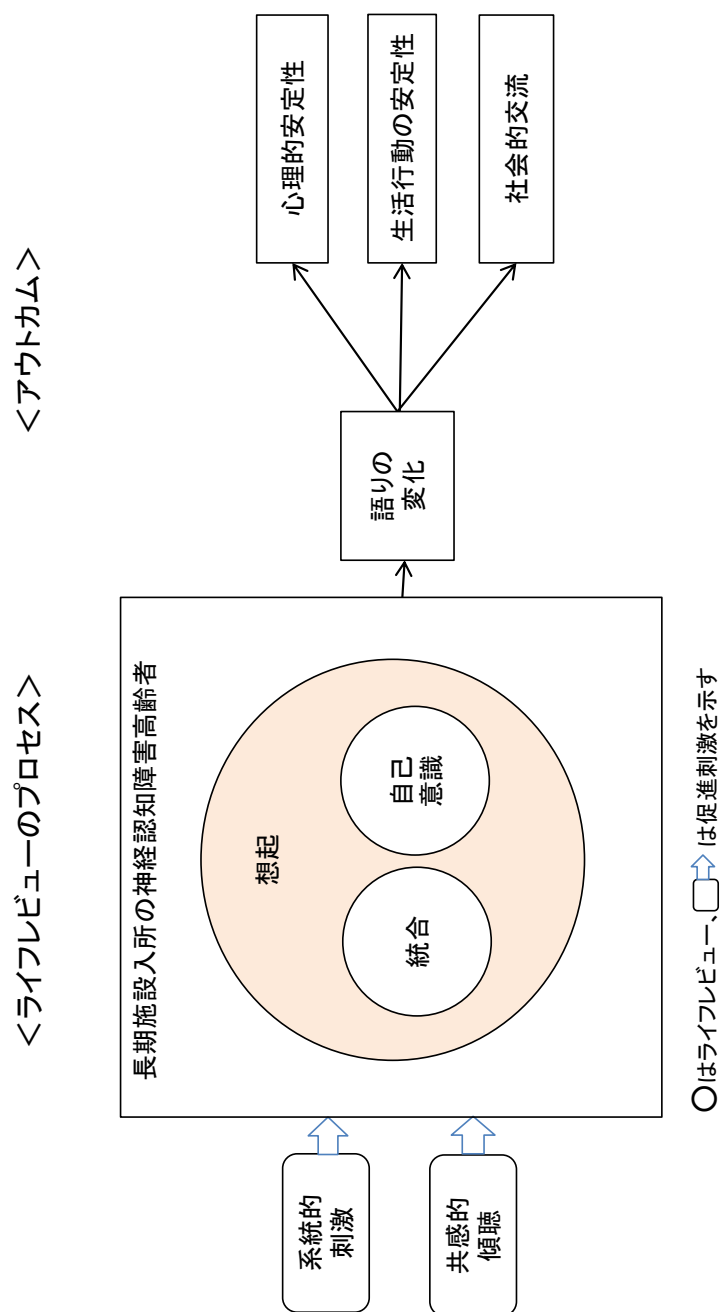 ＜ライフレビューのプロセス＞
＜アウトカム＞
系統的
刺激
共感的
傾聴
長期施設入所の神経認知障害高齢者
想起
統合
自己
意識
語りの
変化
心理的安定性
生活行動の安定性
社会的交流
○はライフレビュー、は促進刺激を示す